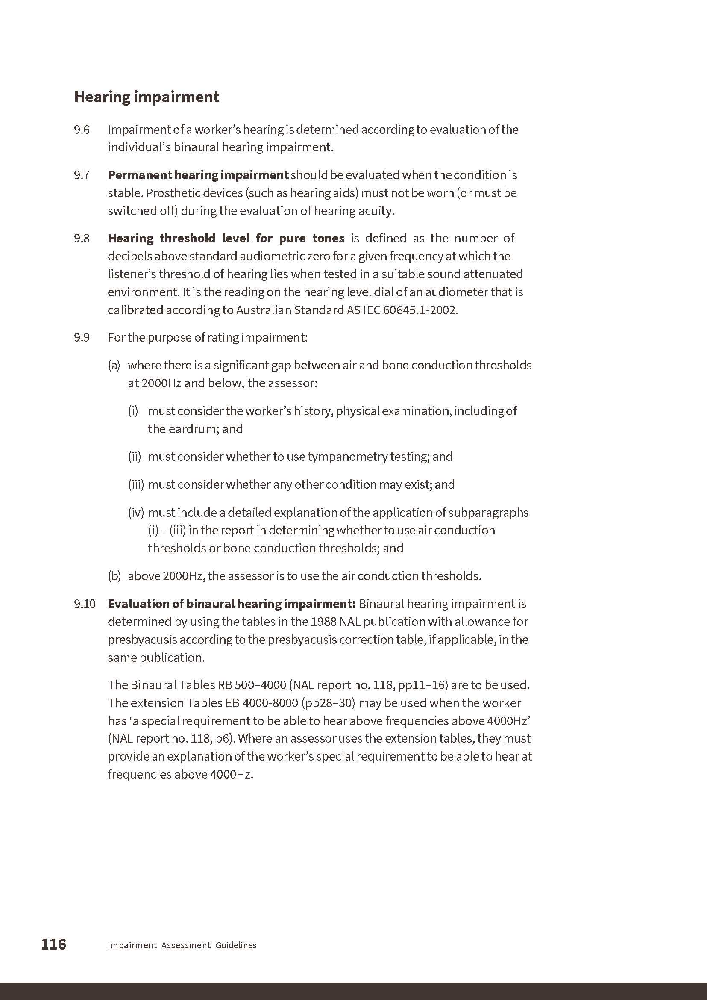 Hearing impairment
9.6 Impairment of a worker’s hearing is determined according to evaluation of the
individual’s binaural hearing impairment.
9.7 Permanent hearing impairment should be evaluated when the condition is
stable. Prosthetic devices (such as hearing aids) must not be worn (or must be
switched off) during the evaluation of hearing acuity.
9.8 Hearing threshold level for pure tones is defined as the number of
decibels above standard audiometric zero for a given frequency at which the
listener’s threshold of hearing lies when tested in a suitable sound attenuated
environment. It is the reading on the hearing level dial of an audiometer that is
calibrated according to Australian Standard AS IEC 60645.1-2002.
9.9 For the purpose of rating impairment:
(a) where there is a significant gap between air and bone conduction thresholds
at 2000Hz and below, the assessor:
(i) must consider the worker’s history, physical examination, including of
the eardrum; and
(ii) must consider whether to use tympanometry testing; and
(iii) must consider whether any other condition may exist; and
(iv) must include a detailed explanation of the application of subparagraphs
(i) – (iii) in the report in determining whether to use air conduction
thresholds or bone conduction thresholds; and
(b) above 2000Hz, the assessor is to use the air conduction thresholds.
9.10 Evaluation of binaural hearing impairment: Binaural hearing impairment is
determined by using the tables in the 1988 NAL publication with allowance for
presbyacusis according to the presbyacusis correction table, if applicable, in the
same publication.
The Binaural Tables RB 500–4000 (NAL report no. 118, pp11–16) are to be used.
The extension Tables EB 4000-8000 (pp28–30) may be used when the worker
has ‘a special requirement to be able to hear above frequencies above 4000Hz’
(NAL report no. 118, p6). Where an assessor uses the extension tables, they must
provide an explanation of the worker’s special requirement to be able to hear at
frequencies above 4000Hz.
116 Impairment Assessment Guidelines